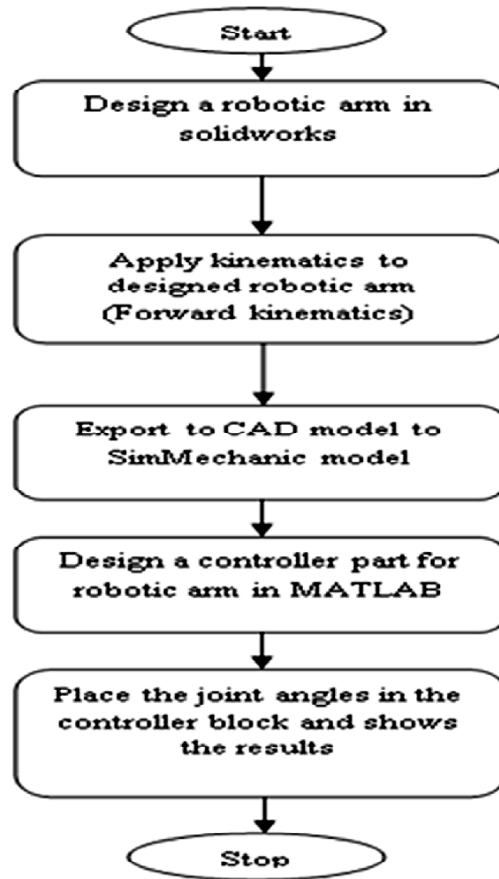 Start
Design a robotic arm in
solidworks
Apply kinematics to
designed robotic arm
(Forward kinematics)
Export to CAD model to
SimMechanic model
Design a controller part for
robotic arm in MATLAB
Place the joint angles in the
controller block and shows
the results
Stop